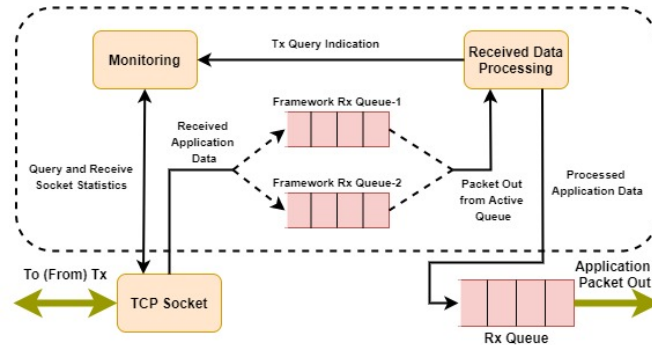 Tx Query Indication
Monitoring
Received Data
Processing
Framework Rx Queue-1
Received
Application
Data
Query and Receive
Socket Statistics
Framework Rx Queue-2
Packet Out
from Active
Queue
Processed
Application Data
To (From) Tx
TCP Socket
Application
Packet Out
Rx Queue